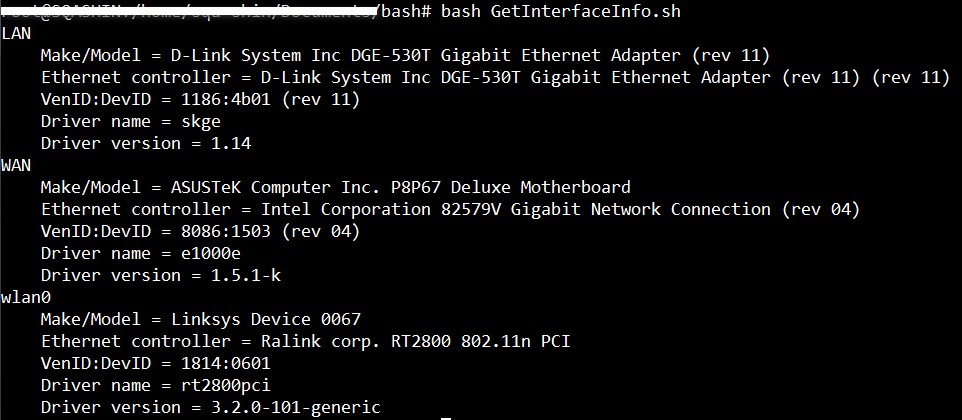 /bash# bash GetInterfaceInfo.sh
LAN
Make/Model = D-Link System Inc DGE-530T Gigabit Ethernet Adapter (rev 11)
Ethernet controller = D-Link System Inc DGE-530T Gigabit Ethernet Adapter (rev 11) (rev 11)
VenID:DevID = 1186:4b01 (rev 11)
Driver name = skge
Driver version = 1.14
WAN
Make/Model = ASUSTeK Computer Inc. P8P67 Deluxe Motherboard
Ethernet controller = Intel Corporation 82579V Gigabit Network Connection (rev 04)
VenID:DevID = 8086:1503 (rev 04)
Driver name = e1000e
Driver version = 1.5.1-k
wlan0
Make/Model = Linksys Device 0067
Ethernet controller = Ralink corp. RT2800 802.11n PCI
VenID:DevID = 1814:0601
Driver name = rt2800pci
Driver version = 3.2.0-101-generic